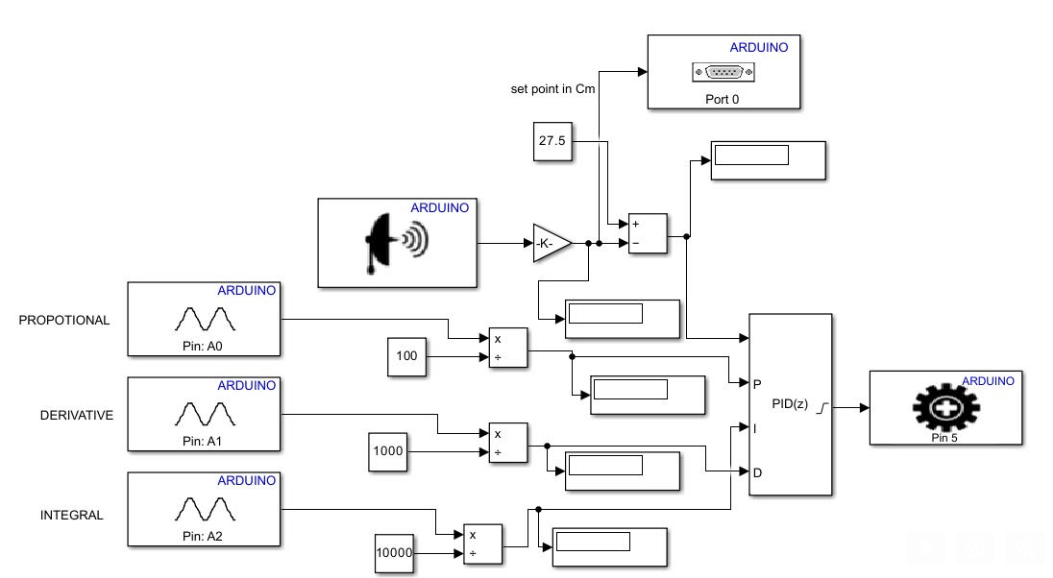 ARDUINO
Port 0
set point in Cm
27.5
ARDUINO
-K-
+
−
ARDUINO
PROPOTIONAL
Pin: A0
x
÷
100
ARDUINO
DERIVATIVE
Pin: A1
x
÷
1000
ARDUINO
INTEGRAL
Pin: A2
x
÷
10000
P
PID(z)
I
D
ARDUINO
Pin 5